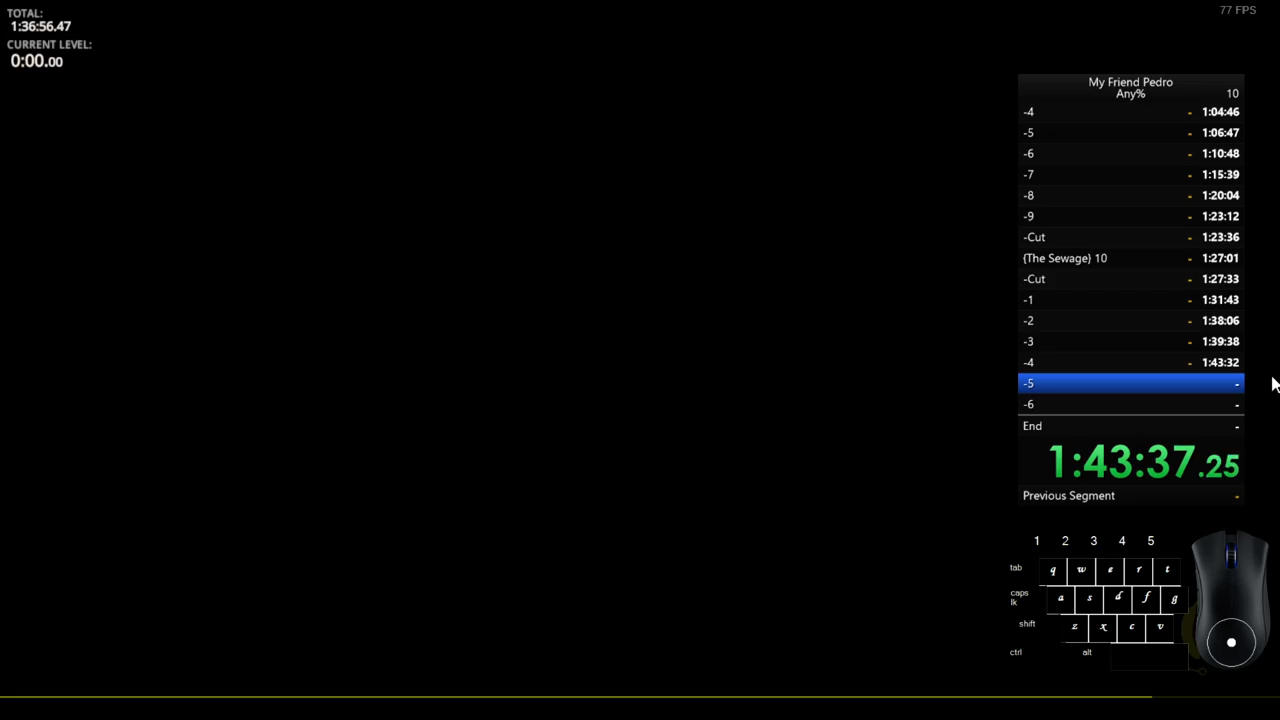 TOTAL:
1:36:56.47
CURRENT LEVEL:
0:00.00
77 FPS
My Friend Pedro
Any% 10
-4 - 1:04:46
-5 - 1:06:47
-6 - 1:10:48
-7 - 1:15:39
-8 - 1:20:04
-9 - 1:23:12
-Cut - 1:23:36
{The Sewage} 10 - 1:27:01
-Cut - 1:27:33
-1 - 1:31:43
-2 - 1:38:06
-3 - 1:39:38
-4 - 1:43:32
-5 -
-6 -
End -
1:43:37.25
Previous Segment -
1 2 3 4 5
tab q w e r t
caps lk a s d f g
shift z x c v
ctrl alt